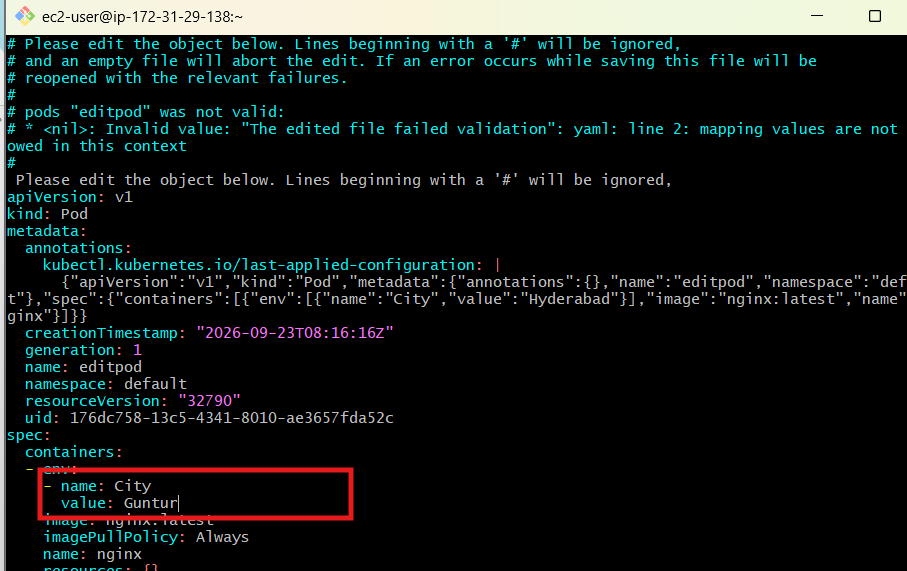 ec2-user@ip-172-31-29-138:~
# Please edit the object below. Lines beginning with a '#' will be ignored,
# and an empty file will abort the edit. If an error occurs while saving this file will be
# reopened with the relevant failures.
#
# pods "editpod" was not valid:
# * <nil>: Invalid value: "The edited file failed validation": yaml: line 2: mapping values are not
owed in this context
#
 Please edit the object below. Lines beginning with a '#' will be ignored,
apiVersion: v1
kind: Pod
metadata:
  annotations:
    kubectl.kubernetes.io/last-applied-configuration: |
      {"apiVersion":"v1","kind":"Pod","metadata":{"annotations":{},"name":"editpod","namespace":"def
t"},"spec":{"containers":[{"env":[{"name":"City","value":"Hyderabad"}],"image":"nginx:latest","name"
ginx"}]}}
  creationTimestamp: "2026-09-23T08:16:16Z"
  generation: 1
  name: editpod
  namespace: default
  resourceVersion: "32790"
  uid: 176dc758-13c5-4341-8010-ae3657fda52c
spec:
  containers:
  - env:
    - name: City
      value: Guntur
    image: nginx:latest
    imagePullPolicy: Always
    name: nginx
    resources: {}